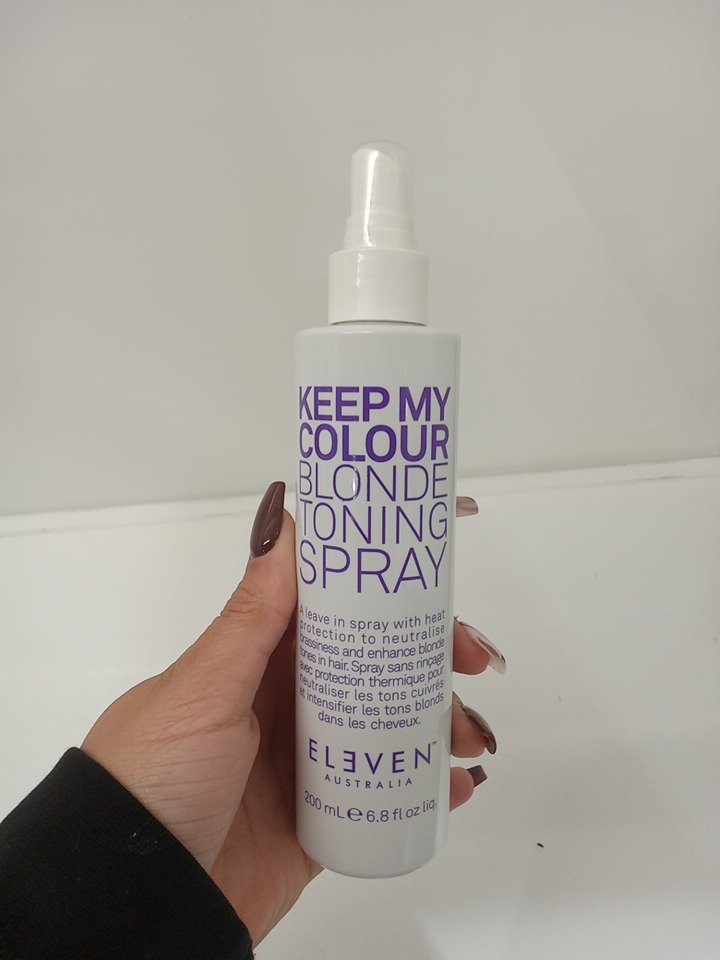 KEEP MY
COLOUR
BLONDE
TONING
SPRAY
A leave in spray with heat
protection to neutralise
brassiness and enhance blonde
tones in hair. Spray sans rinçage
avec protection thermique pour
neutraliser les tons cuivrés
et intensifier les tons blonds
dans les cheveux.
ELEVEN™
AUSTRALIA
200 mL ℮ 6.8 fl oz liq.